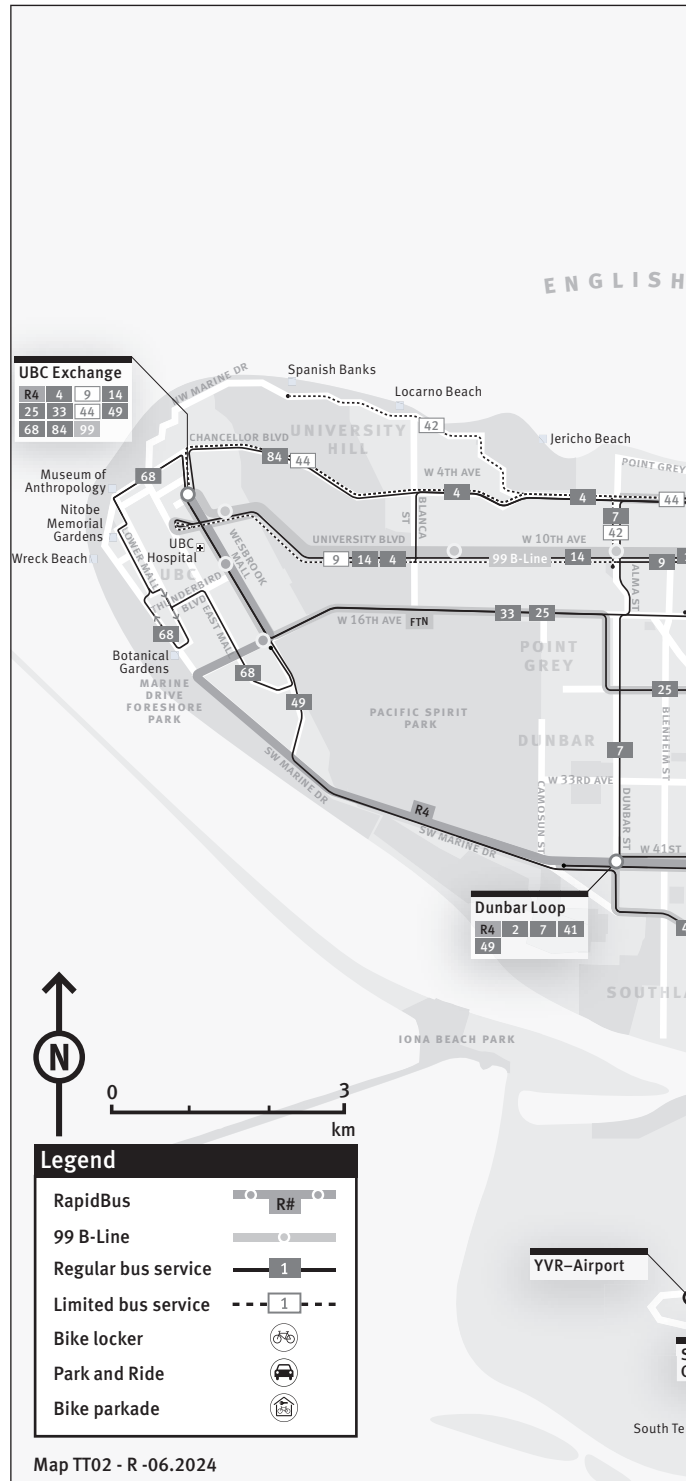 ENGLISH
Spanish Banks
NW MARINE DR
Locarno Beach
UBC Exchange
R4 4 9 14
25 33 44 49
68 84 99
42
CHANCELLOR BLVD
UNIVERSITY
HILL
Jericho Beach
84
44
POINT GREY
68
W 4TH AVE
Museum of
Anthropology
4
4
44
Nitobe
Memorial
Gardens
BLANCA
ST
7
42
UNIVERSITY BLVD
W 10TH AVE
UBC
Hospital
WESBROOK
MALL
Wreck Beach
LOWER MALL
9 14 4
99 B-Line
14
9
UBC
ALMA ST
THUNDERBIRD
BLVD
EAST MALL
W 16TH AVE
FTN
33 25
68
POINT
GREY
Botanical
Gardens
68
MARINE
DRIVE
FORESHORE
PARK
49
25
PACIFIC SPIRIT
PARK
BLENHEIM ST
DUNBAR
7
SW MARINE DR
W 33RD AVE
CAMOSUN ST
DUNBAR ST
R4
SW MARINE DR
W 41ST
Dunbar Loop
R4 2 7 41
49
SOUTHLA
N
IONA BEACH PARK
0 3
km
Legend
RapidBus R#
99 B-Line
Regular bus service 1
Limited bus service 1
Bike locker
Park and Ride
Bike parkade
YVR–Airport
South Te
Map TT02 - R -06.2024